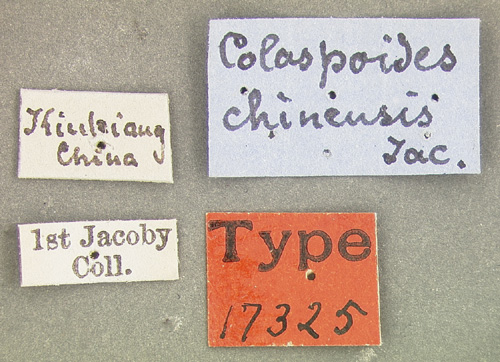 Colaspoides
chinensis
Jac.
Kiukiang
China
1st Jacoby
Coll.
Type
17325